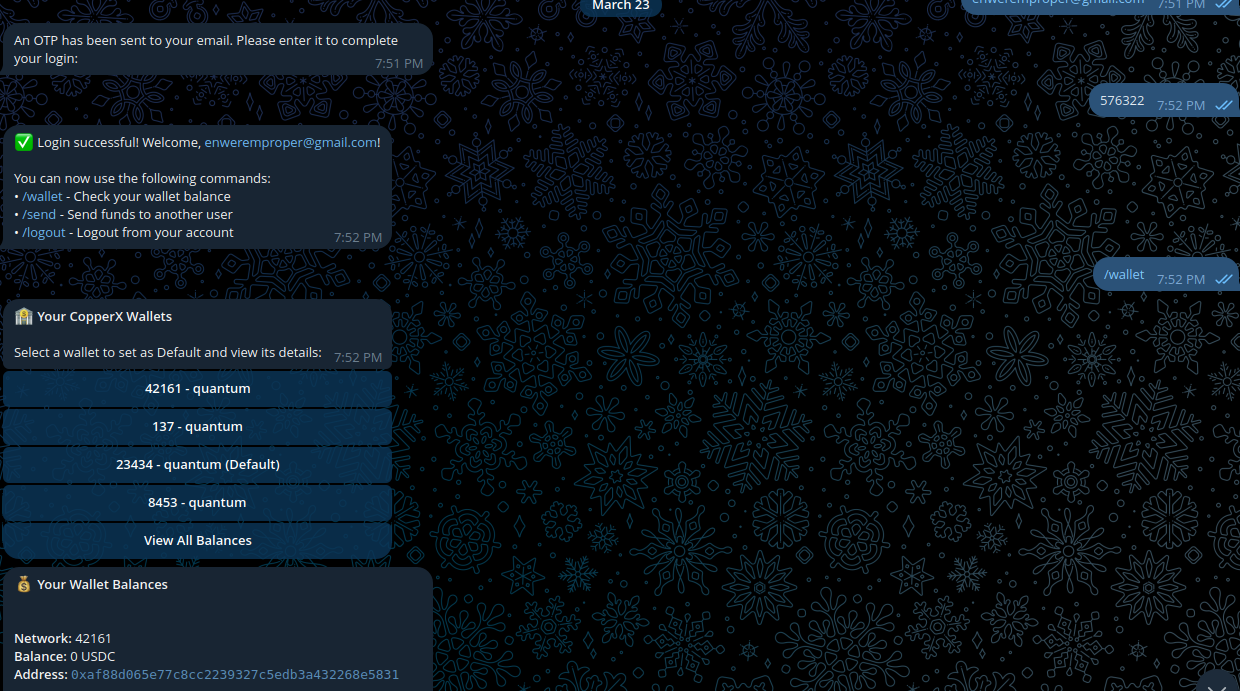 March 23
enweremproper@gmail.com 7:51 PM
An OTP has been sent to your email. Please enter it to complete
your login: 7:51 PM
576322 7:52 PM
✅ Login successful! Welcome, enweremproper@gmail.com!
You can now use the following commands:
• /wallet - Check your wallet balance
• /send - Send funds to another user
• /logout - Logout from your account 7:52 PM
/wallet 7:52 PM
🏦 Your CopperX Wallets
Select a wallet to set as Default and view its details: 7:52 PM
42161 - quantum
137 - quantum
23434 - quantum (Default)
8453 - quantum
View All Balances
💰 Your Wallet Balances
Network: 42161
Balance: 0 USDC
Address: 0xaf88d065e77c8cc2239327c5edb3a432268e5831